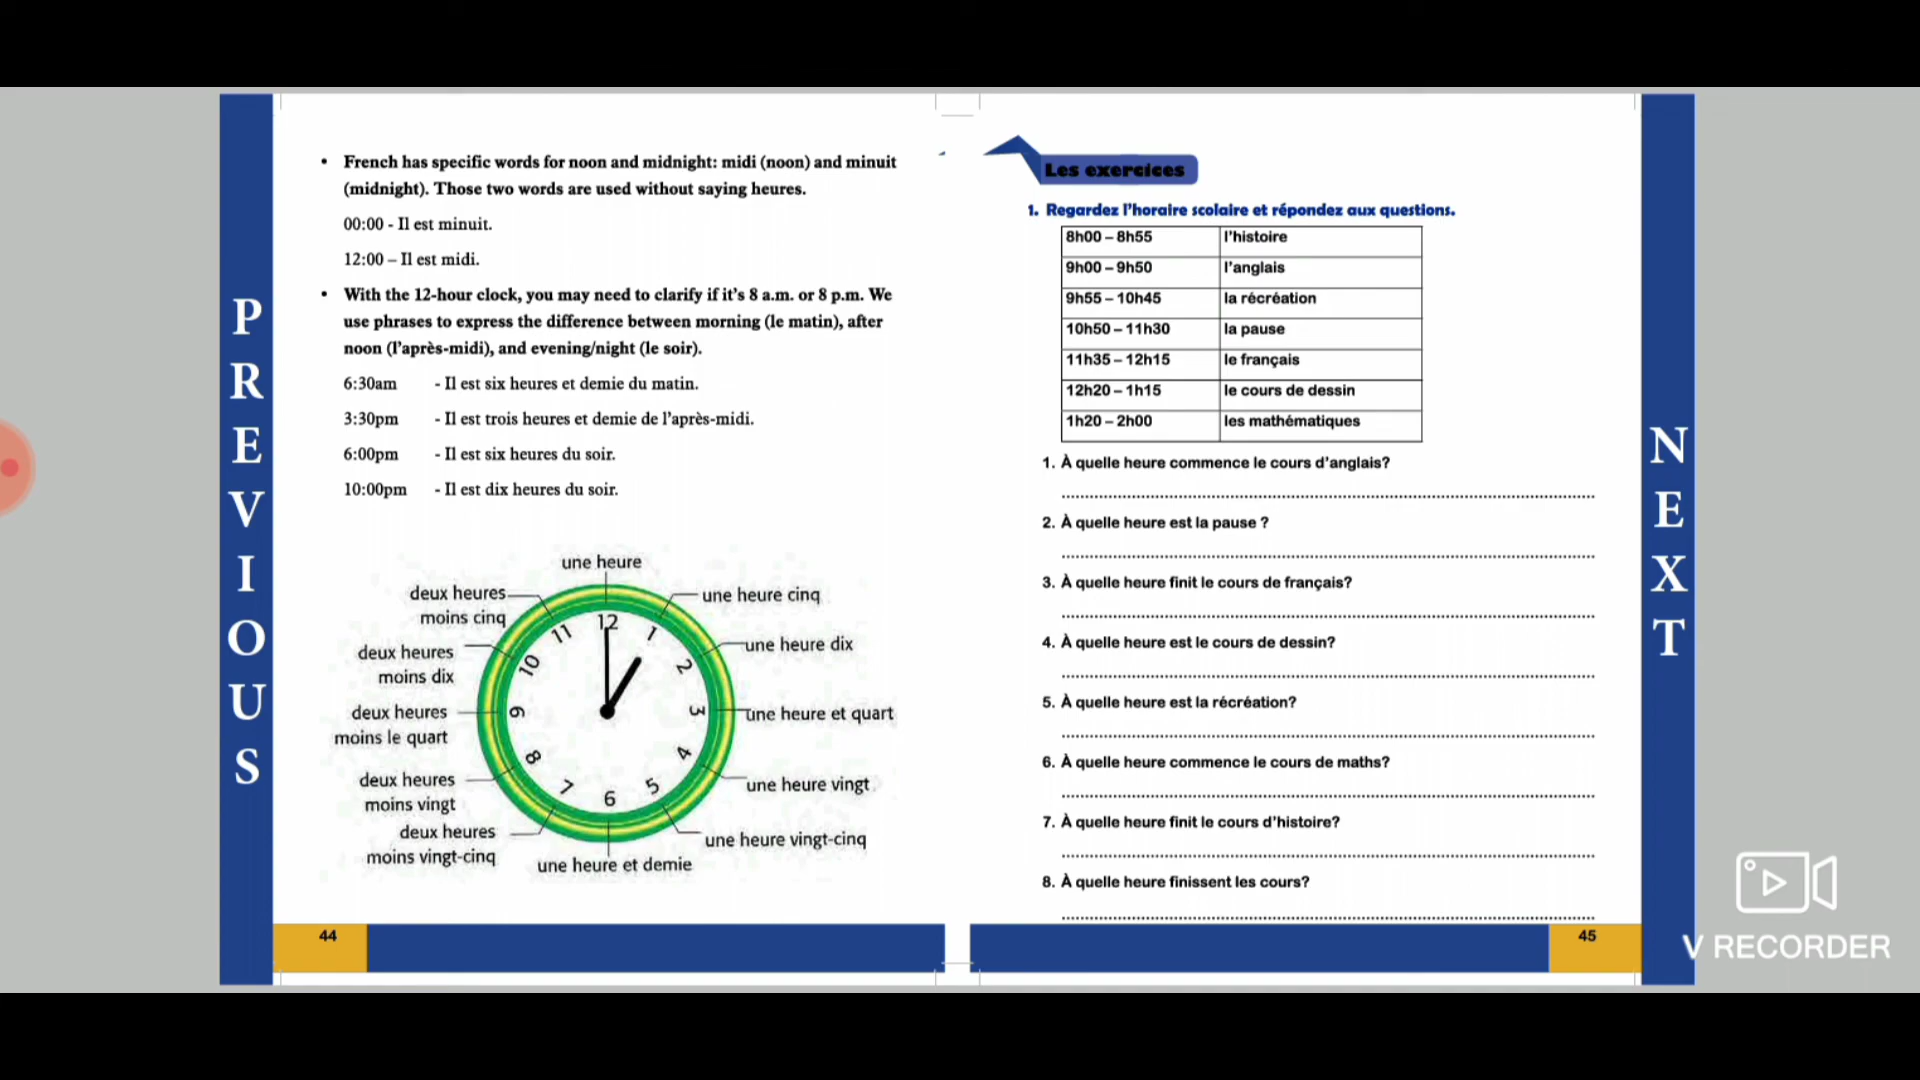 PREVIOUS
• French has specific words for noon and midnight: midi (noon) and minuit
(midnight). Those two words are used without saying heures.
00:00 - Il est minuit.
12:00 – Il est midi.
• With the 12-hour clock, you may need to clarify if it's 8 a.m. or 8 p.m. We
use phrases to express the difference between morning (le matin), after
noon (l'après-midi), and evening/night (le soir).
6:30am - Il est six heures et demie du matin.
3:30pm - Il est trois heures et demie de l'après-midi.
6:00pm - Il est six heures du soir.
10:00pm - Il est dix heures du soir.
une heure
une heure cinq
une heure dix
une heure et quart
une heure vingt
une heure vingt-cinq
une heure et demie
deux heures
moins vingt-cinq
deux heures
moins vingt
deux heures
moins le quart
deux heures
moins dix
deux heures
moins cinq
12
1
2
3
4
5
6
7
8
9
10
11
44
Les exercices
1. Regardez l'horaire scolaire et répondez aux questions.
8h00 – 8h55 l'histoire
9h00 – 9h50 l'anglais
9h55 – 10h45 la récréation
10h50 – 11h30 la pause
11h35 – 12h15 le français
12h20 – 1h15 le cours de dessin
1h20 – 2h00 les mathématiques
1. À quelle heure commence le cours d'anglais?
2. À quelle heure est la pause ?
3. À quelle heure finit le cours de français?
4. À quelle heure est le cours de dessin?
5. À quelle heure est la récréation?
6. À quelle heure commence le cours de maths?
7. À quelle heure finit le cours d'histoire?
8. À quelle heure finissent les cours?
45
NEXT
V RECORDER